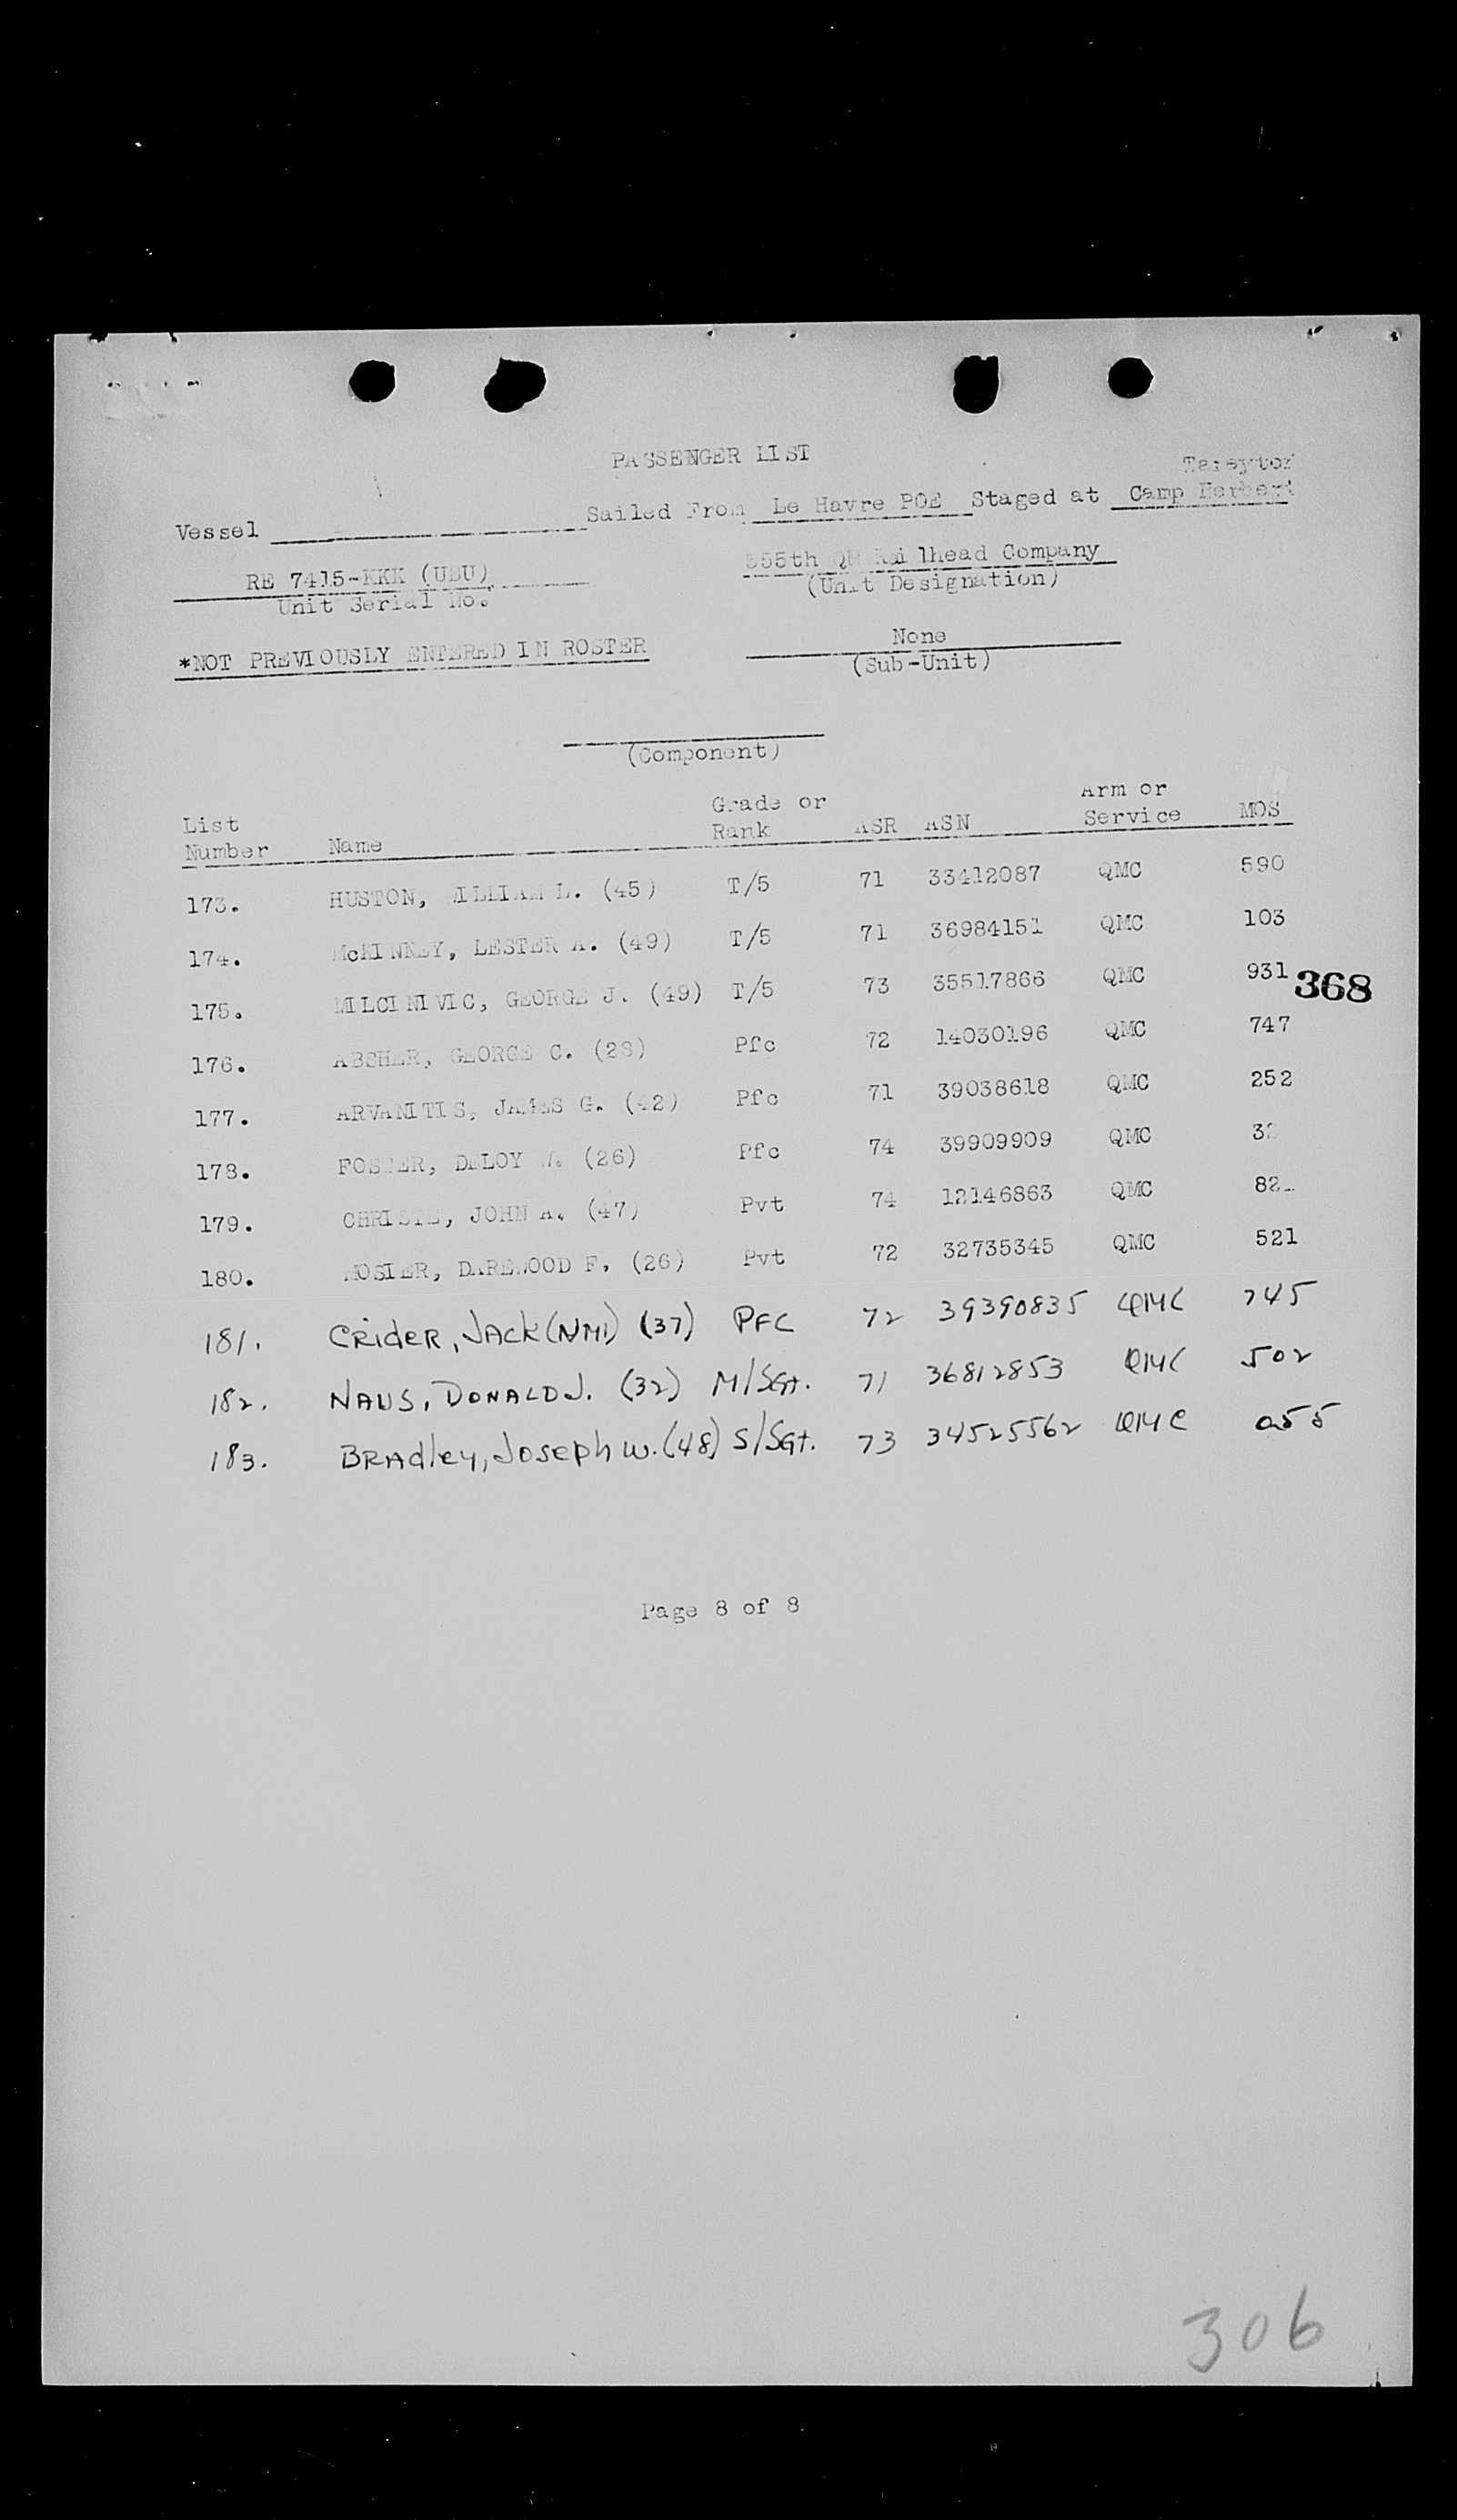 PASSENGER LIST
Tareyton
Vessel Sailed From Le Havre POE Staged at Camp Herbert
RE 7415-KKK (UBU) 555th QM Railhead Company
Unit Serial No. (Unit Designation)
*NOT PREVIOUSLY ENTERED IN ROSTER None
(Sub-Unit)
(Component)
List Number Name Grade or Rank ASR ASN Arm or Service MOS
173. HUSTON, WILLIAM L. (45) T/5 71 33412087 QMC 590
174. McKINNEY, LESTER A. (49) T/5 71 36984151 QMC 103
175. MILCINIVIC, GEORGE J. (49) T/5 73 35517866 QMC 931
368
176. ABSHER, GEORGE C. (28) Pfc 72 14030196 QMC 747
177. ARVANITIS, JAMES G. (42) Pfc 71 39038618 QMC 252
178. FOSTER, DELOY (26) Pfc 74 39909909 QMC
179. CHRISTE, JOHN A. (47) Pvt 74 12146863 QMC
180. MOSIER, DAREWOOD F. (26) Pvt 72 32735345 QMC 521
181. CRideR, JAck (NMI) (37) PFC 72 39390835 QMC 745
182. NAUS, DONALD J. (32) M/SGt. 71 36812853 QMC 502
183. BRAdley, Joseph W. (48) S/SGt. 73 34525562 QMC 055
Page 8 of 8
306